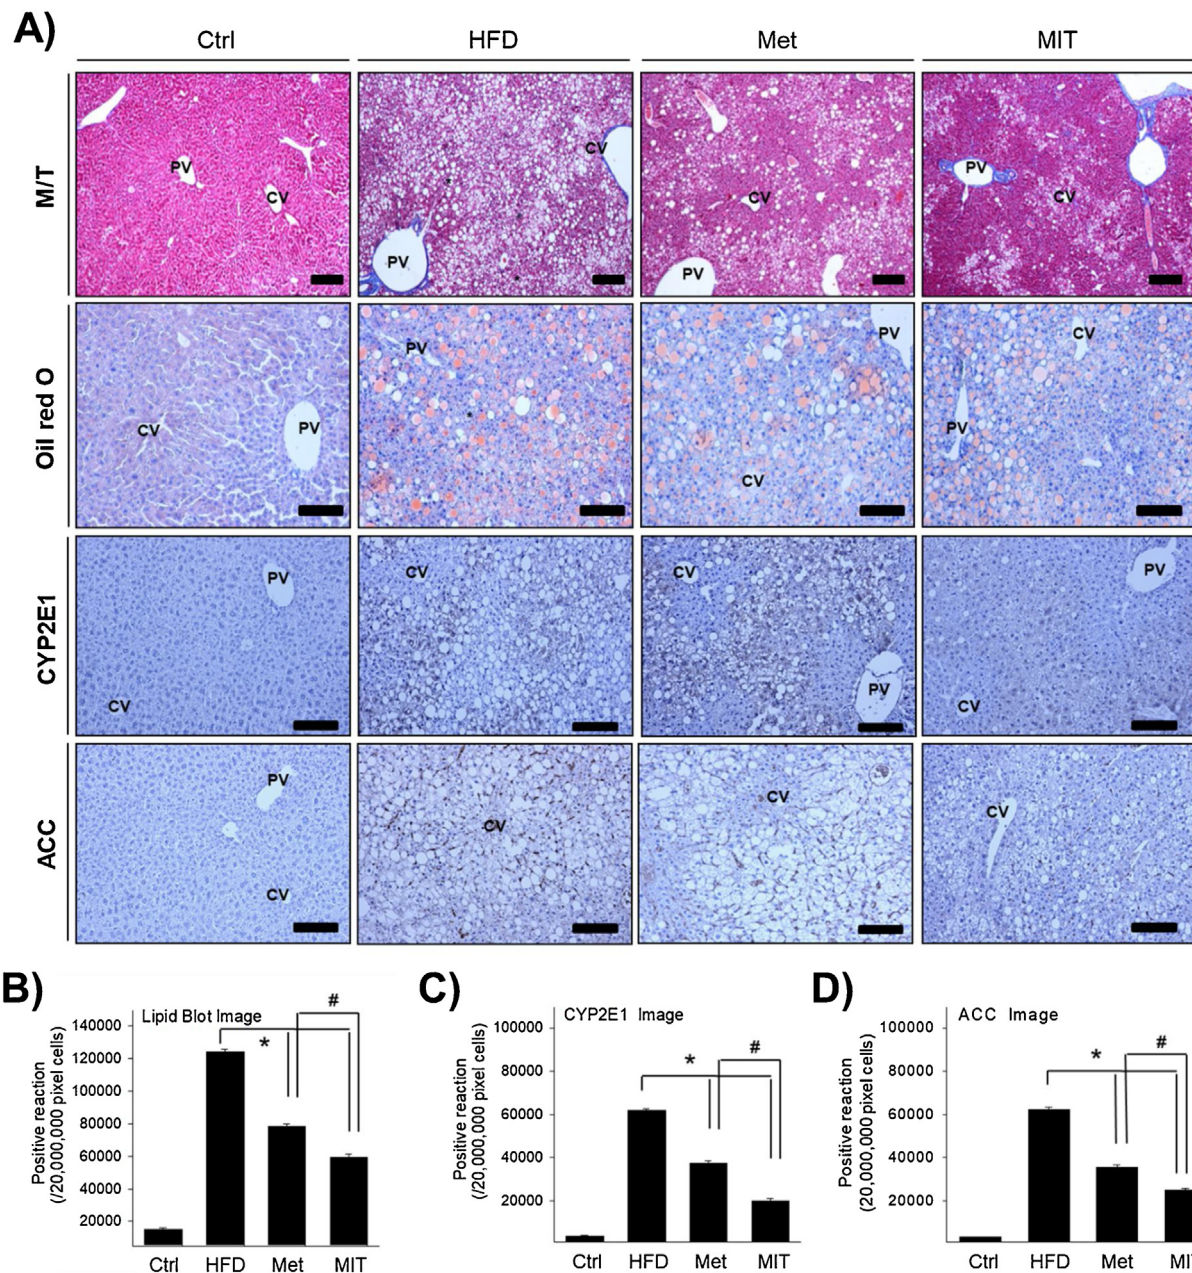 A)
Ctrl HFD Met MIT
M/T
PV CV CV PV CV PV PV CV
Oil red O
CV PV PV PV CV CV PV
CYP2E1
PV CV CV CV PV PV CV
ACC
PV CV CV CV CV
B)
Lipid Blot Image
Positive reaction
(/20,000,000 pixel cells)
140000
120000
100000
80000
60000
40000
20000
* #
Ctrl HFD Met MIT
C)
CYP2E1 Image
Positive reaction
(/20,000,000 pixel cells)
100000
80000
60000
40000
20000
* #
Ctrl HFD Met MIT
D)
ACC Image
Positive reaction
(20,000,000 pixel cells)
100000
80000
60000
40000
20000
* #
Ctrl HFD Met